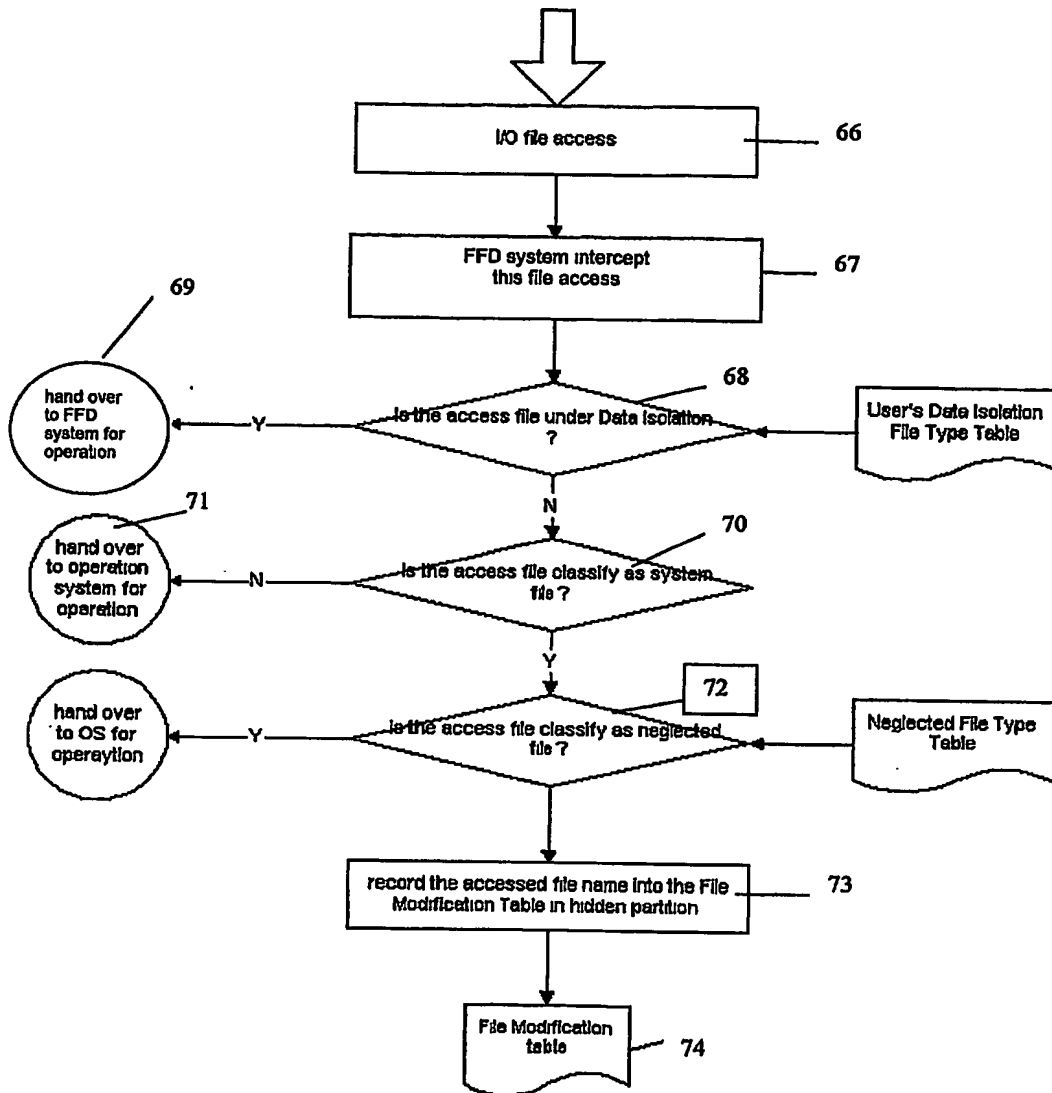 I/O file access
66
FFD system intercept
this file access
67
69
68
hand over
to FFD
system for
operation
Y
is the access file under Data isolation
?
User's Data Isolation
File Type Table
N
71
70
hand over
to operation
system for
operation
N
is the access file classify as system
file ?
Y
72
hand over
to OS for
operaytion
Y
is the access file classify as neglected
file ?
Neglected File Type
Table
record the accessed file name into the File
Modification Table in hidden partition
73
File Modification
table
74